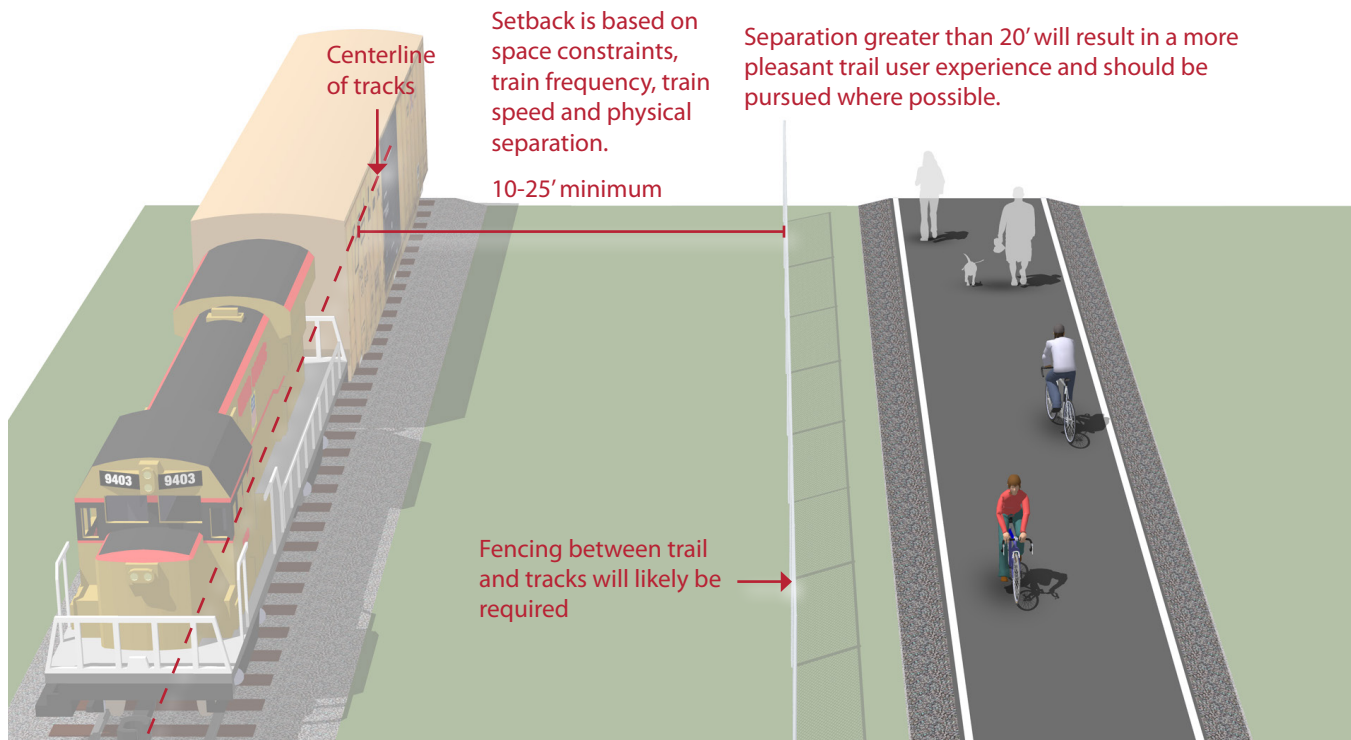 Centerline
of tracks
Setback is based on
space constraints,
train frequency, train
speed and physical
separation.
10-25’ minimum
Separation greater than 20’ will result in a more
pleasant trail user experience and should be
pursued where possible.
Fencing between trail
and tracks will likely be
required
9403
9403